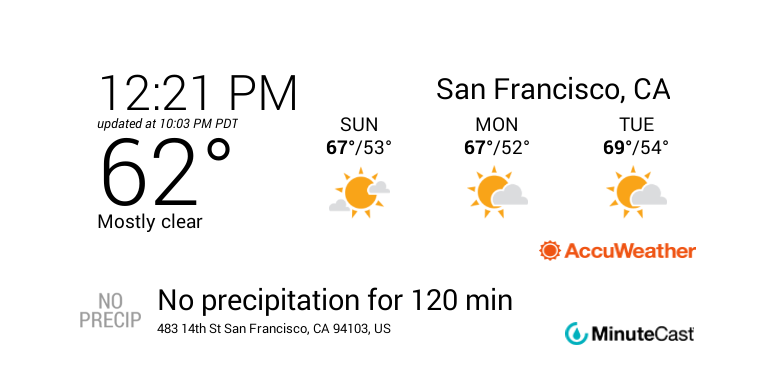 12:21 PM
updated at 10:03 PM PDT
62°
Mostly clear
San Francisco, CA
SUN MON TUE
67°/53° 67°/52° 69°/54°
AccuWeather
NO
PRECIP
No precipitation for 120 min
483 14th St San Francisco, CA 94103, US
MinuteCast